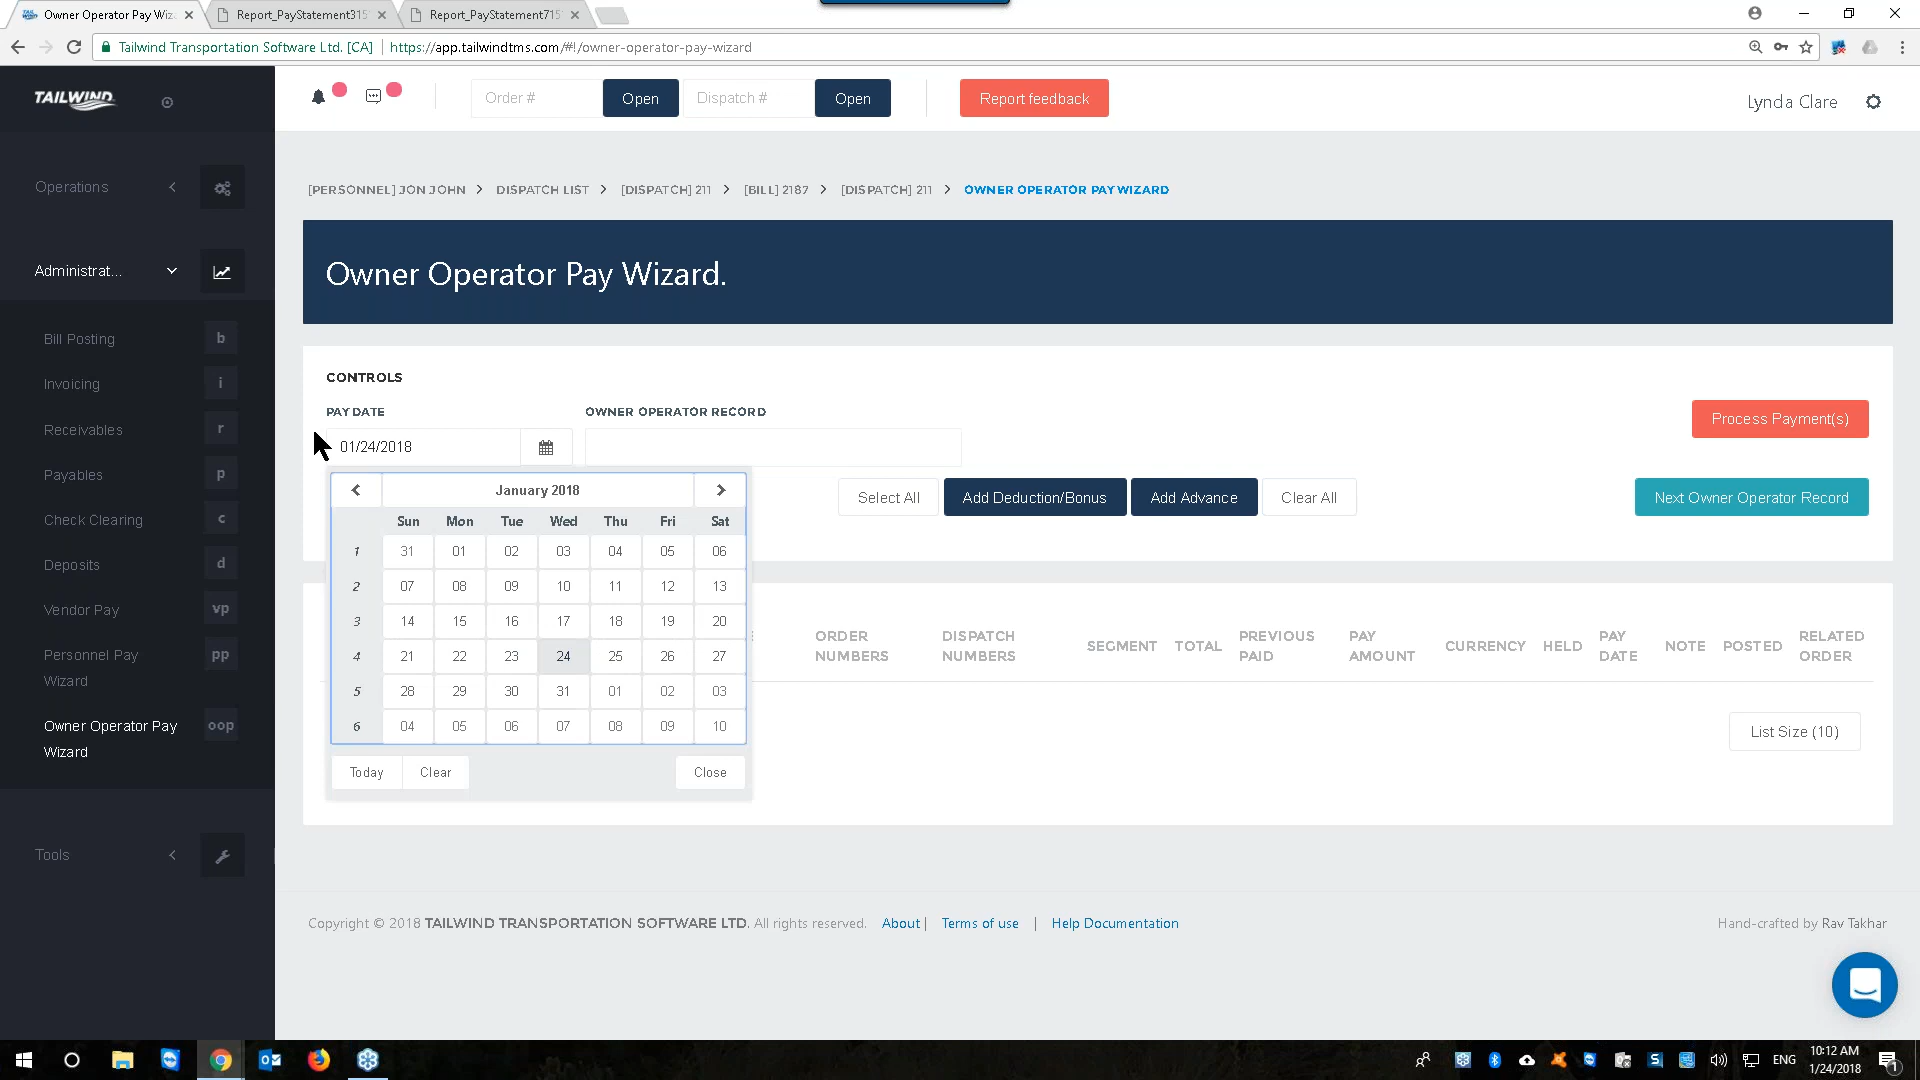 Owner Operator Pay Wiz
Report_PayStatement315
Report_PayStatement715
Tailwind Transportation Software Ltd. [CA] | https://app.tailwindtms.com/#!/owner-operator-pay-wizard
TAILWIND
Order #
Open
Dispatch #
Open
Report feedback
Lynda Clare
Operations
Administrat...
Bill Posting b
Invoicing i
Receivables r
Payables p
Check Clearing c
Deposits d
Vendor Pay vp
Personnel Pay Wizard pp
Owner Operator Pay Wizard oop
Tools
[PERSONNEL] JON JOHN > DISPATCH LIST > [DISPATCH] 211 > [BILL] 2187 > [DISPATCH] 211 > OWNER OPERATOR PAY WIZARD
Owner Operator Pay Wizard.
CONTROLS
PAY DATE
OWNER OPERATOR RECORD
01/24/2018
Process Payment(s)
Select All
Add Deduction/Bonus
Add Advance
Clear All
Next Owner Operator Record
January 2018
Sun Mon Tue Wed Thu Fri Sat
1 31 01 02 03 04 05 06
2 07 08 09 10 11 12 13
3 14 15 16 17 18 19 20
4 21 22 23 24 25 26 27
5 28 29 30 31 01 02 03
6 04 05 06 07 08 09 10
Today
Clear
Close
ORDER NUMBERS
DISPATCH NUMBERS
SEGMENT
TOTAL
PREVIOUS PAID
PAY AMOUNT
CURRENCY
HELD
PAY DATE
NOTE
POSTED
RELATED ORDER
List Size (10)
Copyright © 2018 TAILWIND TRANSPORTATION SOFTWARE LTD. All rights reserved. About | Terms of use | Help Documentation
Hand-crafted by Rav Takhar
ENG
10:12 AM
1/24/2018
1